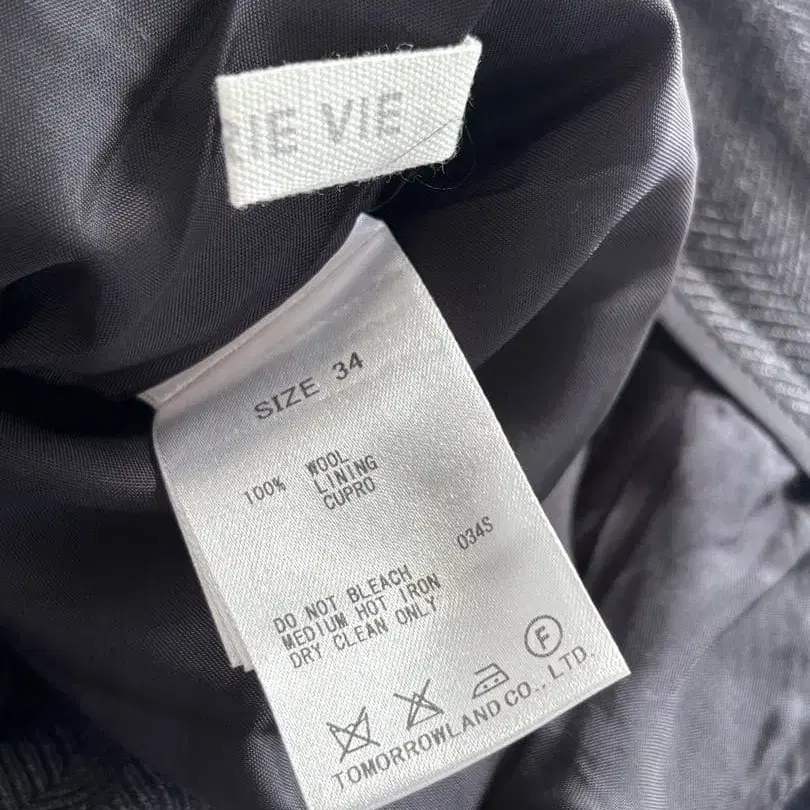 IE VIE
SIZE 34
100% WOOL
LINING
CUPRO
034S
DO NOT BLEACH
MEDIUM HOT IRON
DRY CLEAN ONLY
F
TOMORROWLAND CO., LTD.